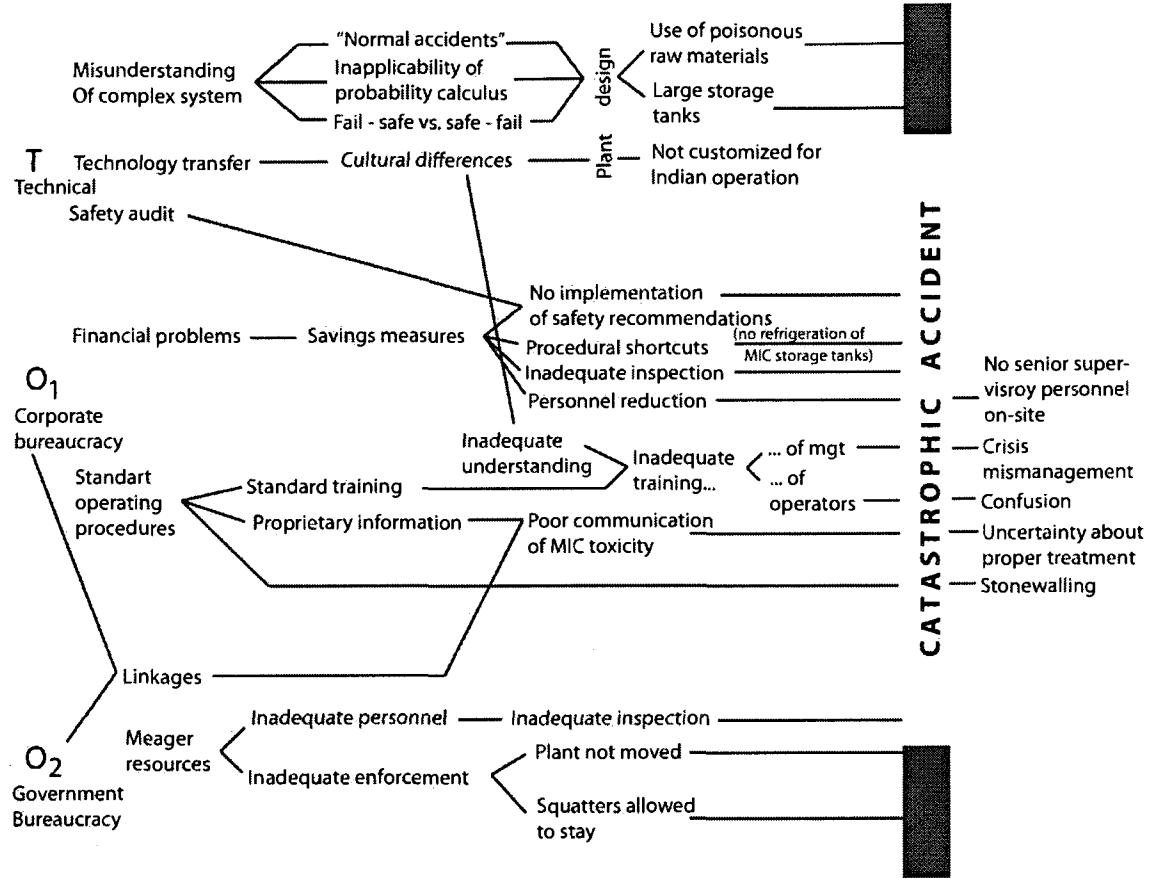 "Normal accidents"
Misunderstanding
Of complex system
Inapplicability of
probability calculus
Fail - safe vs. safe - fail
Plant design
Use of poisonous
raw materials
Large storage
tanks
T
Technical
Technology transfer
Cultural differences
Not customized for
Indian operation
Safety audit
No implementation
of safety recommendations
Financial problems
Savings measures
Procedural shortcuts
(no refrigeration of
MIC storage tanks)
Inadequate inspection
Personnel reduction
CATASTROPHIC ACCIDENT
No senior super-
visroy personnel
on-site
O1
Corporate
bureaucracy
Inadequate
understanding
Inadequate
training...
... of mgt
... of
operators
Crisis
mismanagement
Confusion
Standart
operating
procedures
Standard training
Proprietary information
Poor communication
of MIC toxicity
Uncertainty about
proper treatment
Stonewalling
Linkages
O2
Government
Bureaucracy
Meager
resources
Inadequate personnel
Inadequate inspection
Inadequate enforcement
Plant not moved
Squatters allowed
to stay